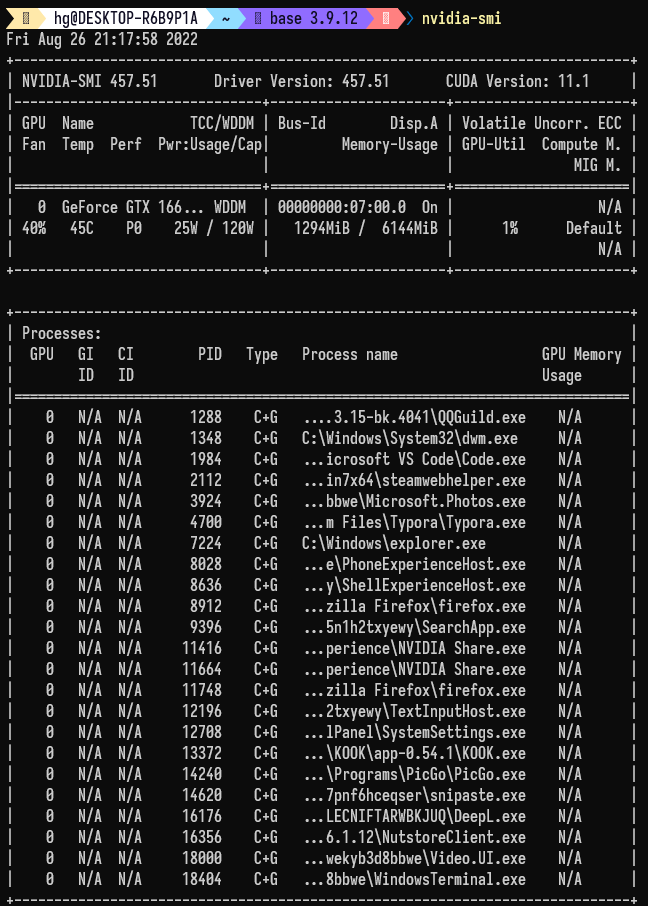 hg@DESKTOP-R6B9P1A ~ base 3.9.12 nvidia-smi
Fri Aug 26 21:17:58 2022
+-----------------------------------------------------------------------------+
| NVIDIA-SMI 457.51       Driver Version: 457.51       CUDA Version: 11.1     |
|-------------------------------+----------------------+----------------------+
| GPU  Name            TCC/WDDM | Bus-Id        Disp.A | Volatile Uncorr. ECC |
| Fan  Temp  Perf  Pwr:Usage/Cap|         Memory-Usage | GPU-Util  Compute M. |
|                               |                      |               MIG M. |
|===============================+======================+======================|
|   0  GeForce GTX 166... WDDM  | 00000000:07:00.0  On |                  N/A |
| 40%   45C    P0    25W / 120W |   1294MiB /  6144MiB |      1%      Default |
|                               |                      |                  N/A |
+-------------------------------+----------------------+----------------------+
+-----------------------------------------------------------------------------+
| Processes:                                                                  |
|  GPU   GI   CI        PID   Type   Process name                  GPU Memory |
|        ID   ID                                                   Usage      |
|=============================================================================|
|    0   N/A  N/A      1288    C+G   ....3.15-bk.4041\QQGuild.exe    N/A      |
|    0   N/A  N/A      1348    C+G   C:\Windows\System32\dwm.exe     N/A      |
|    0   N/A  N/A      1984    C+G   ...icrosoft VS Code\Code.exe    N/A      |
|    0   N/A  N/A      2112    C+G   ...in7x64\steamwebhelper.exe    N/A      |
|    0   N/A  N/A      3924    C+G   ...bbwe\Microsoft.Photos.exe    N/A      |
|    0   N/A  N/A      4700    C+G   ...m Files\Typora\Typora.exe    N/A      |
|    0   N/A  N/A      7224    C+G   C:\Windows\explorer.exe         N/A      |
|    0   N/A  N/A      8028    C+G   ...e\PhoneExperienceHost.exe    N/A      |
|    0   N/A  N/A      8636    C+G   ...y\ShellExperienceHost.exe    N/A      |
|    0   N/A  N/A      8912    C+G   ...zilla Firefox\firefox.exe    N/A      |
|    0   N/A  N/A      9396    C+G   ...5n1h2txyewy\SearchApp.exe    N/A      |
|    0   N/A  N/A     11416    C+G   ...perience\NVIDIA Share.exe    N/A      |
|    0   N/A  N/A     11664    C+G   ...perience\NVIDIA Share.exe    N/A      |
|    0   N/A  N/A     11748    C+G   ...zilla Firefox\firefox.exe    N/A      |
|    0   N/A  N/A     12196    C+G   ...2txyewy\TextInputHost.exe    N/A      |
|    0   N/A  N/A     12708    C+G   ...lPanel\SystemSettings.exe    N/A      |
|    0   N/A  N/A     13372    C+G   ...\KOOK\app-0.54.1\KOOK.exe    N/A      |
|    0   N/A  N/A     14240    C+G   ...\Programs\PicGo\PicGo.exe    N/A      |
|    0   N/A  N/A     14620    C+G   ...7pnf6hceqser\snipaste.exe    N/A      |
|    0   N/A  N/A     16176    C+G   ...LECNIFTARWBKJUQ\DeepL.exe    N/A      |
|    0   N/A  N/A     16356    C+G   ...6.1.12\NutstoreClient.exe    N/A      |
|    0   N/A  N/A     18000    C+G   ...wekyb3d8bbwe\Video.UI.exe    N/A      |
|    0   N/A  N/A     18404    C+G   ...8bbwe\WindowsTerminal.exe    N/A      |
+-----------------------------------------------------------------------------+